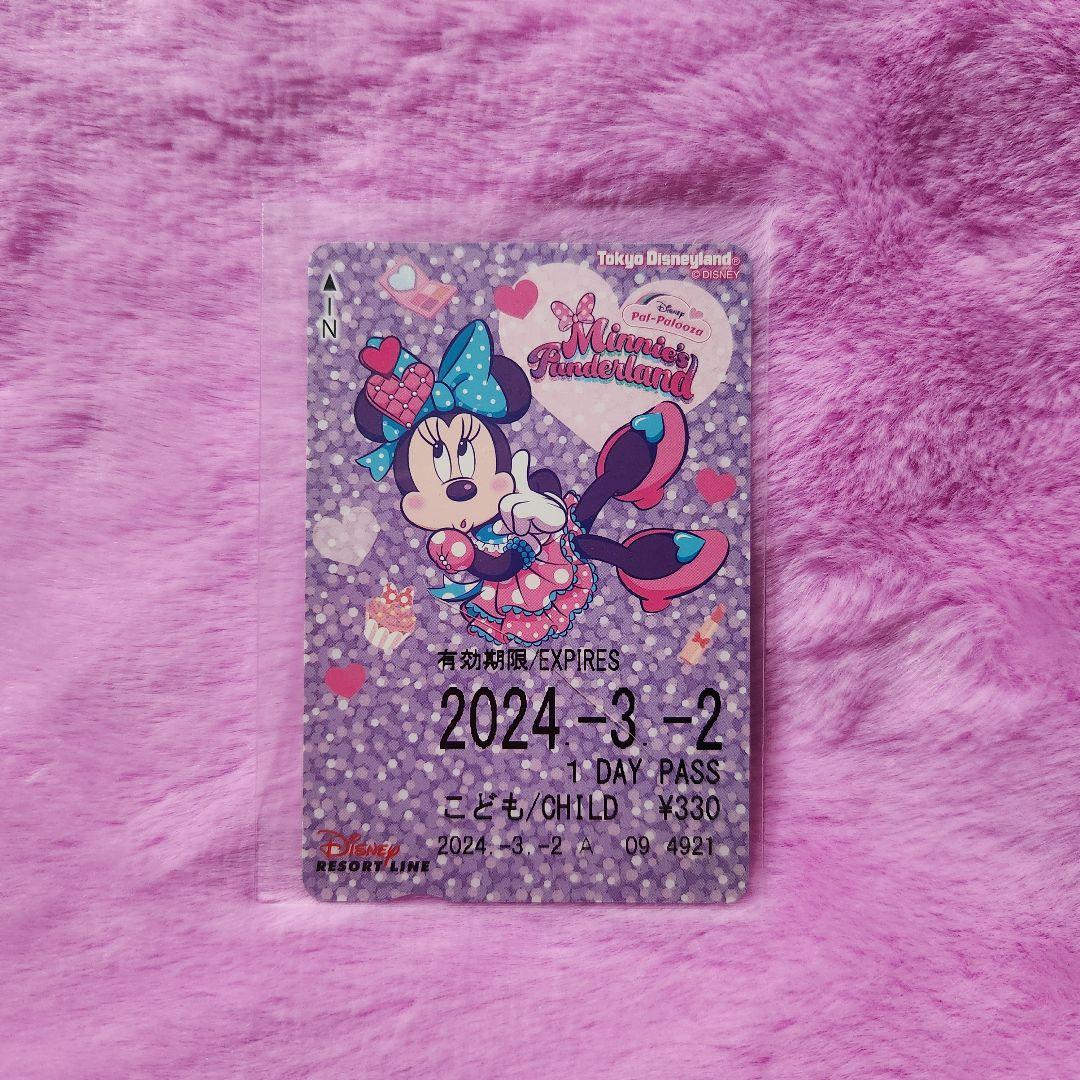 Tokyo Disneyland®
© DISNEY
IN
Disney
Pal-Palooza
Minnie's
Funderland
有効期限/EXPIRES
2024.-3.-2
1 DAY PASS
こども/CHILD ¥330
2024.-3.-2 A 09 4921
Disney
RESORT LINE